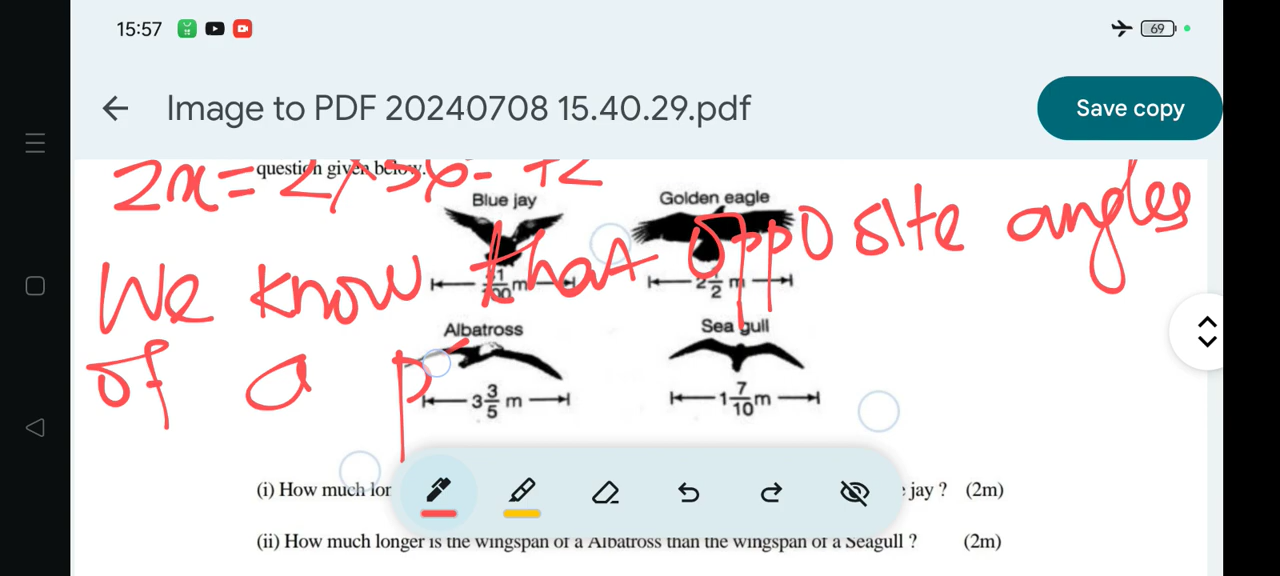 15:57 69
Image to PDF 20240708 15.40.29.pdf
Save copy
question given below.
2x = 2x56 =
Blue jay Golden eagle
We know that opposite angles
2 1/2 m
of a p
Albatross Sea gull
3 3/5 m 1 7/10 m
(i) How much lon jay ? (2m)
(ii) How much longer is the wingspan of a Albatross than the wingspan of a Seagull ? (2m)